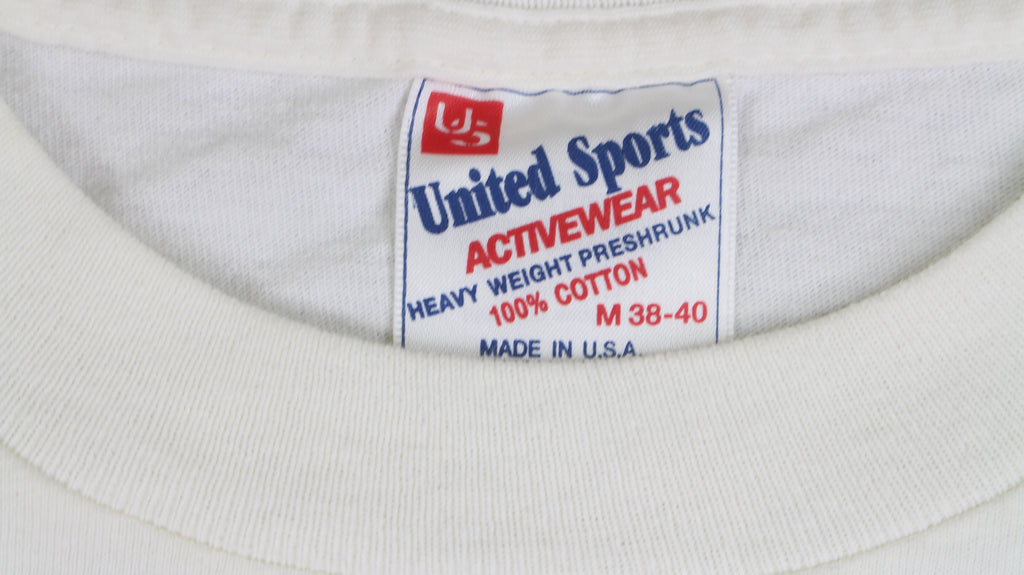 US
United Sports
ACTIVEWEAR
HEAVY WEIGHT PRESHRUNK
100% COTTON
M 38-40
MADE IN U.S.A.